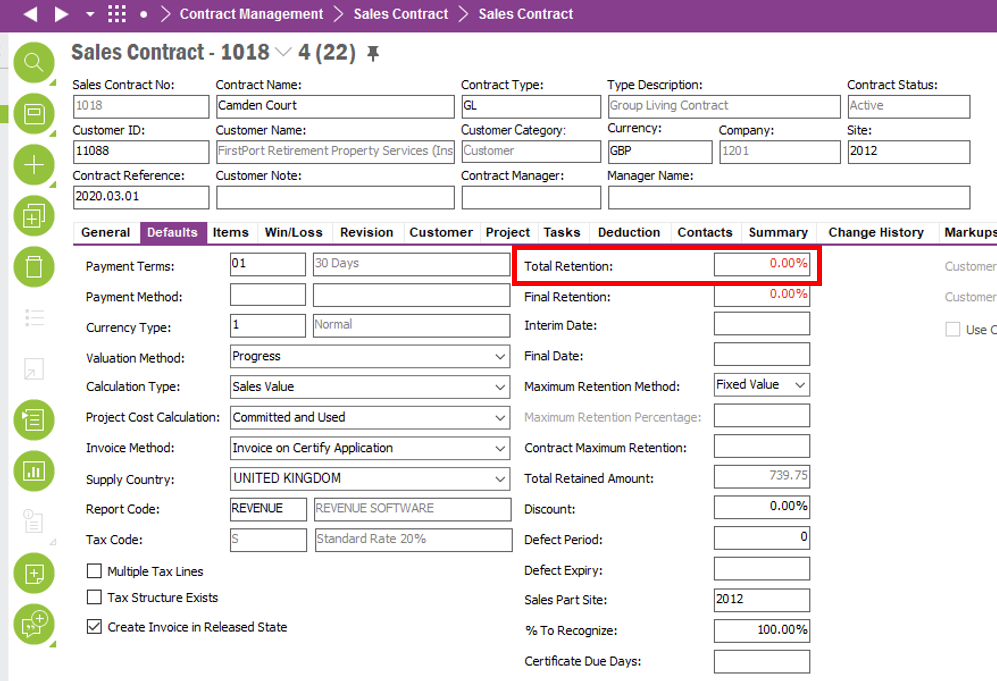 Contract Management Sales Contract Sales Contract
Sales Contract - 1018 4 (22)
Sales Contract No: Contract Name: Contract Type: Type Description: Contract Status:
1018 Camden Court GL Group Living Contract Active
Customer ID: Customer Name: Customer Category: Currency: Company: Site:
11088 FirstPort Retirement Property Services (Ins Customer GBP 1201 2012
Contract Reference: Customer Note: Contract Manager: Manager Name:
2020.03.01
General Defaults Items Win/Loss Revision Customer Project Tasks Deduction Contacts Summary Change History Markups
Payment Terms: 01 30 Days Total Retention: 0.00% Customer
Payment Method: Final Retention: 0.00% Customer
Currency Type: 1 Normal Interim Date: Use C
Valuation Method: Progress Final Date:
Calculation Type: Sales Value Maximum Retention Method: Fixed Value
Project Cost Calculation: Committed and Used Maximum Retention Percentage:
Invoice Method: Invoice on Certify Application Contract Maximum Retention:
Supply Country: UNITED KINGDOM Total Retained Amount: 739.75
Report Code: REVENUE REVENUE SOFTWARE Discount: 0.00%
Tax Code: S Standard Rate 20% Defect Period: 0
Multiple Tax Lines Defect Expiry:
Tax Structure Exists Sales Part Site: 2012
Create Invoice in Released State % To Recognize: 100.00%
Certificate Due Days: